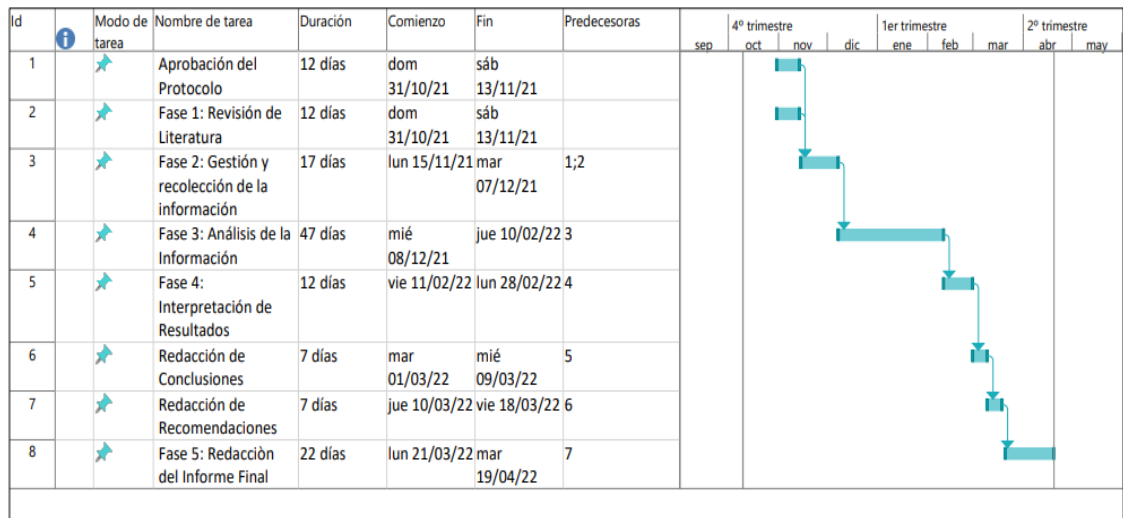 Id Modo de tarea Nombre de tarea Duración Comienzo Fin Predecesoras
4º trimestre 1er trimestre 2º trimestre
sep oct nov dic ene feb mar abr may
1 Aprobación del 12 días dom sáb
Protocolo 31/10/21 13/11/21
2 Fase 1: Revisión de 12 días dom sáb
Literatura 31/10/21 13/11/21
3 Fase 2: Gestión y 17 días lun 15/11/21 mar 1;2
recolección de la 07/12/21
información
4 Fase 3: Análisis de la 47 días mié jue 10/02/22 3
Información 08/12/21
5 Fase 4: 12 días vie 11/02/22 lun 28/02/22 4
Interpretación de
Resultados
6 Redacción de 7 días mar mié 5
Conclusiones 01/03/22 09/03/22
7 Redacción de 7 días jue 10/03/22 vie 18/03/22 6
Recomendaciones
8 Fase 5: Redacciòn 22 días lun 21/03/22 mar 7
del Informe Final 19/04/22